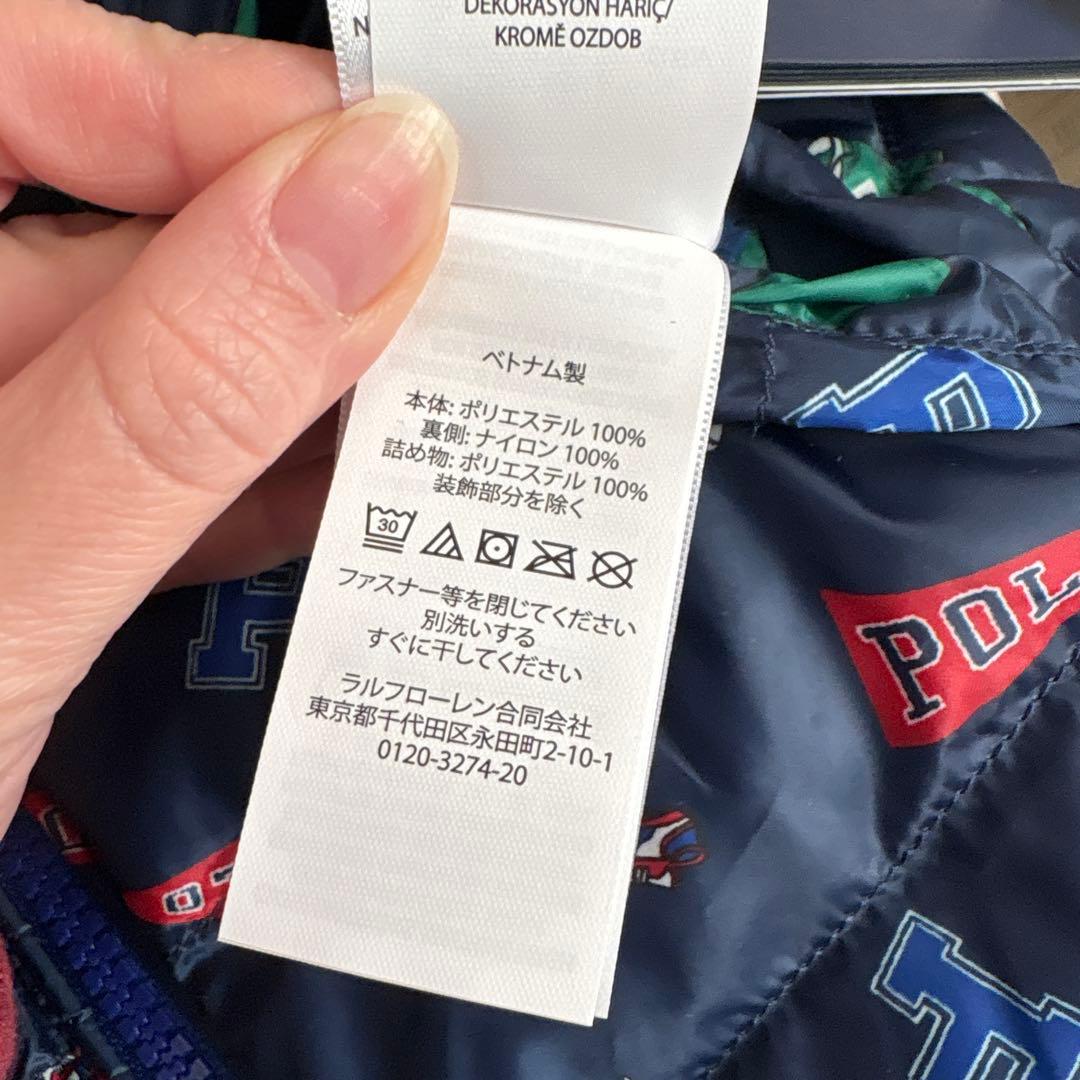 DEKORASYON HARİÇ/
KROMĚ OZDOB
N
ベトナム製
本体: ポリエステル 100%
裏側: ナイロン 100%
詰め物: ポリエステル 100%
装飾部分を除く
30
ファスナー等を閉じてください
別洗いする
すぐに干してください
ラルフローレン合同会社
東京都千代田区永田町2-10-1
0120-3274-20
POL
P